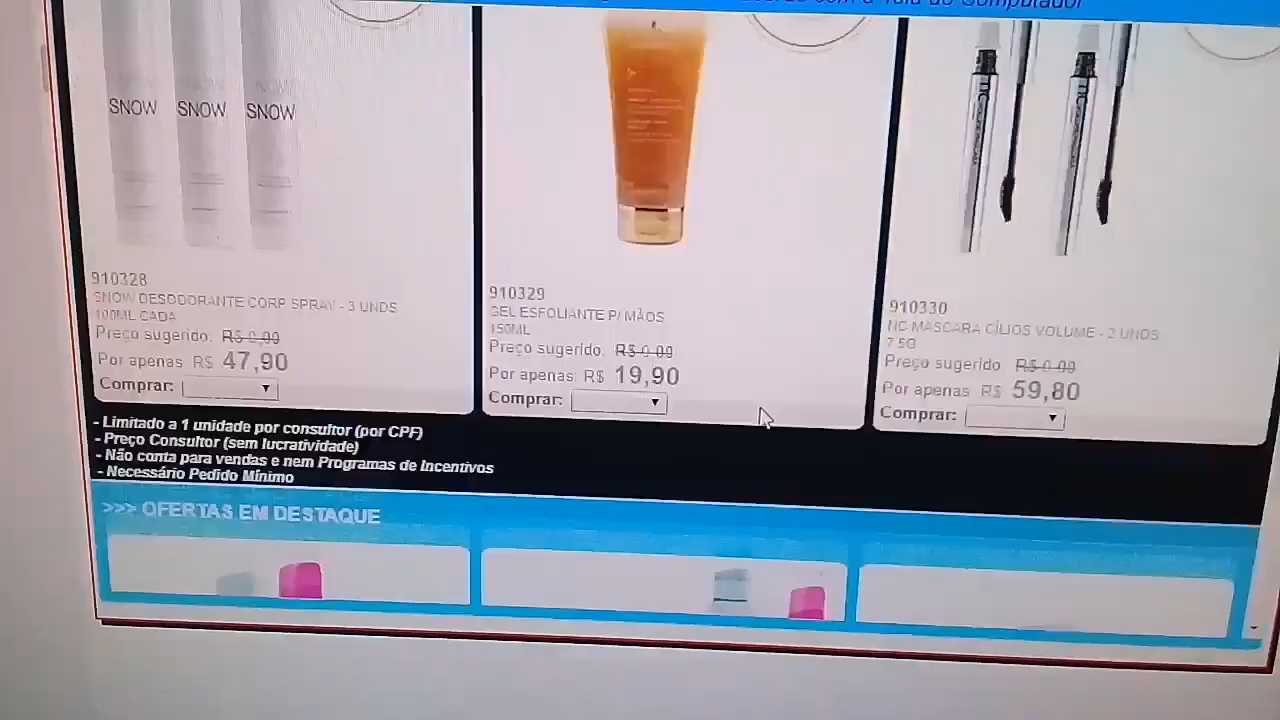 Computador
SNOW SNOW SNOW
910328
SNOW DESODORANTE CORP SPRAY - 3 UNDS
100ML CADA
Preço sugerido: R$ 0,00
Por apenas R$ 47,90
Comprar:
910329
GEL ESFOLIANTE P/ MÃOS
150ML
Preço sugerido: R$ 0,00
Por apenas R$ 19,90
Comprar:
910330
NC MÁSCARA CÍLIOS VOLUME - 2 UNDS
7,5G
Preço sugerido: R$ 0,00
Por apenas R$ 59,80
Comprar:
- Limitado a 1 unidade por consultor (por CPF)
- Preço Consultor (sem lucratividade)
- Não conta para vendas e nem Programas de Incentivos
- Necessário Pedido Mínimo
>>> OFERTAS EM DESTAQUE